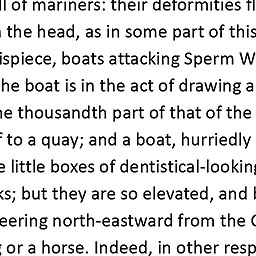 ll of mariners: their deformities fl
the head, as in some part of this
ispiece, boats attacking Sperm W
he boat is in the act of drawing a
he thousandth part of that of the
to a quay; and a boat, hurriedly
e little boxes of dentistical-looking
ks; but they are so elevated, and b
eering north-eastward from the
or a horse. Indeed, in other resp